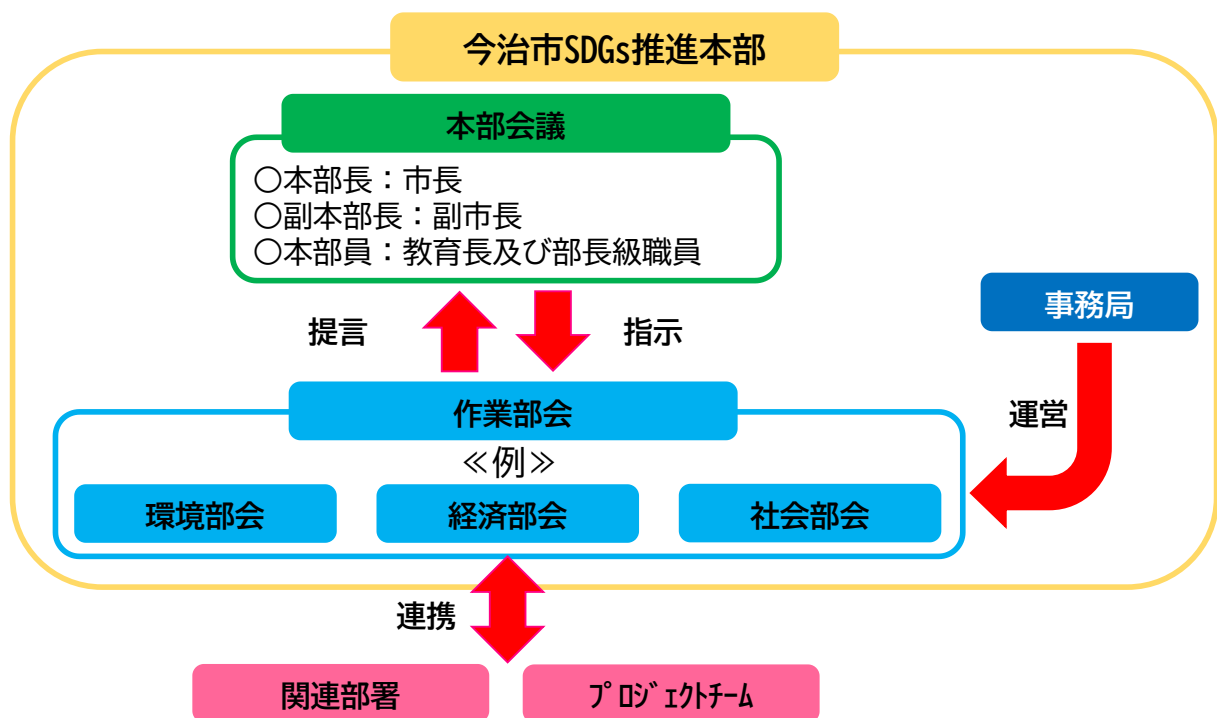 今治市SDGs推進本部
本部会議
○本部長：市長
○副本部長：副市長
○本部員：教育長及び部長級職員
事務局
提言
指示
作業部会
運営
≪例≫
環境部会
経済部会
社会部会
連携
関連部署
ﾌﾟﾛｼﾞｪｸﾄﾁｰﾑ